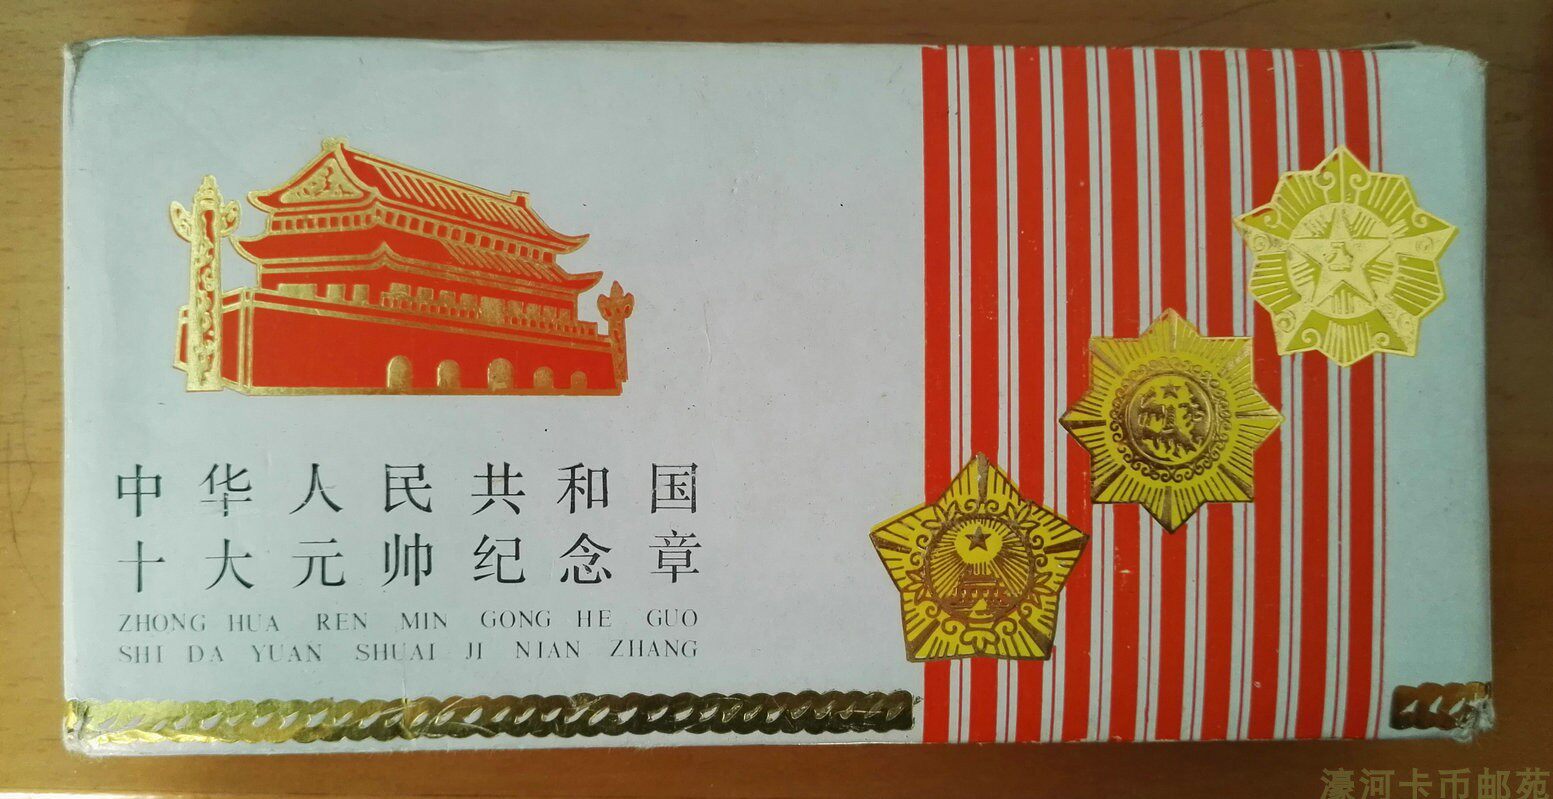 中华人民共和国
十大元帅纪念章
ZHONG HUA REN MIN GONG HE GUO
SHI DA YUAN SHUAI JI NIAN ZHANG
濠河卡币邮苑